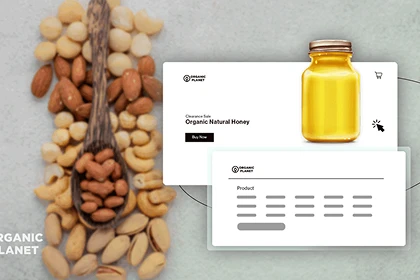 ORGANIC
PLANET
Clearance Sale
Organic Natural Honey
Buy Now
ORGANIC
PLANET
Product
RGANIC
LANET